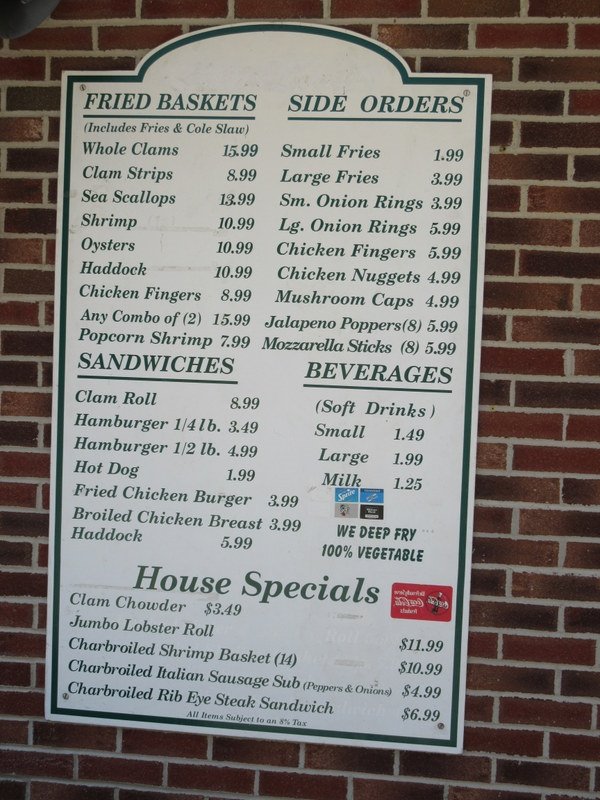 FRIED BASKETS
(Includes Fries & Cole Slaw)
Whole Clams 15.99
Clam Strips 8.99
Sea Scallops 13.99
Shrimp 10.99
Oysters 10.99
Haddock 10.99
Chicken Fingers 8.99
Any Combo of (2) 15.99
Popcorn Shrimp 7.99
SANDWICHES
Clam Roll 8.99
Hamburger 1/4 lb. 3.49
Hamburger 1/2 lb. 4.99
Hot Dog 1.99
Fried Chicken Burger 3.99
Broiled Chicken Breast 3.99
Haddock 5.99
SIDE ORDERS
Small Fries 1.99
Large Fries 3.99
Sm. Onion Rings 3.99
Lg. Onion Rings 5.99
Chicken Fingers 5.99
Chicken Nuggets 4.99
Mushroom Caps 4.99
Jalapeno Poppers (8) 5.99
Mozzarella Sticks (8) 5.99
BEVERAGES
(Soft Drinks)
Small 1.49
Large 1.99
Milk 1.25
Sprite
WE DEEP FRY
100% VEGETABLE
House Specials
Clam Chowder $3.49
Jumbo Lobster Roll $11.99
Charbroiled Shrimp Basket (14) $10.99
Charbroiled Italian Sausage Sub (Peppers & Onions) $4.99
Charbroiled Rib Eye Steak Sandwich $6.99
All Items Subject to an 8% Tax